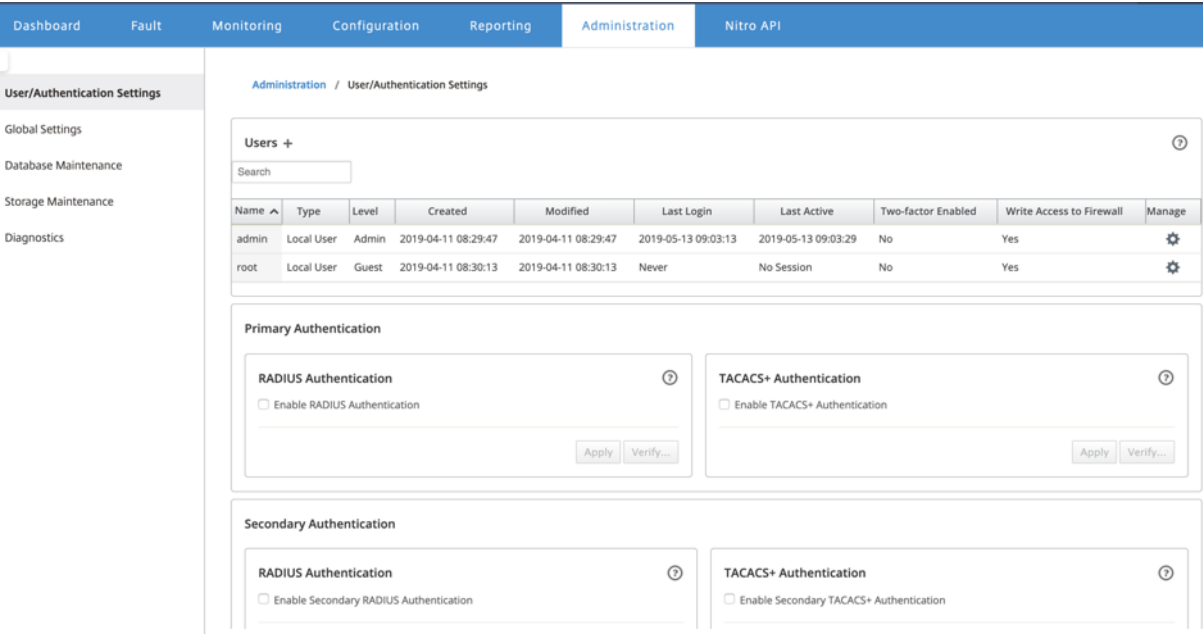 Dashboard Fault Monitoring Configuration Reporting Administration Nitro API
User/Authentication Settings
Global Settings
Database Maintenance
Storage Maintenance
Diagnostics
Administration / User/Authentication Settings
Users +
?
Search
Name Type Level Created Modified Last Login Last Active Two-factor Enabled Write Access to Firewall Manage
admin Local User Admin 2019-04-11 08:29:47 2019-04-11 08:29:47 2019-05-13 09:03:13 2019-05-13 09:03:29 No Yes
root Local User Guest 2019-04-11 08:30:13 2019-04-11 08:30:13 Never No Session No Yes
Primary Authentication
RADIUS Authentication ?
Enable RADIUS Authentication
Apply Verify...
TACACS+ Authentication ?
Enable TACACS+ Authentication
Apply Verify...
Secondary Authentication
RADIUS Authentication ?
Enable Secondary RADIUS Authentication
TACACS+ Authentication ?
Enable Secondary TACACS+ Authentication